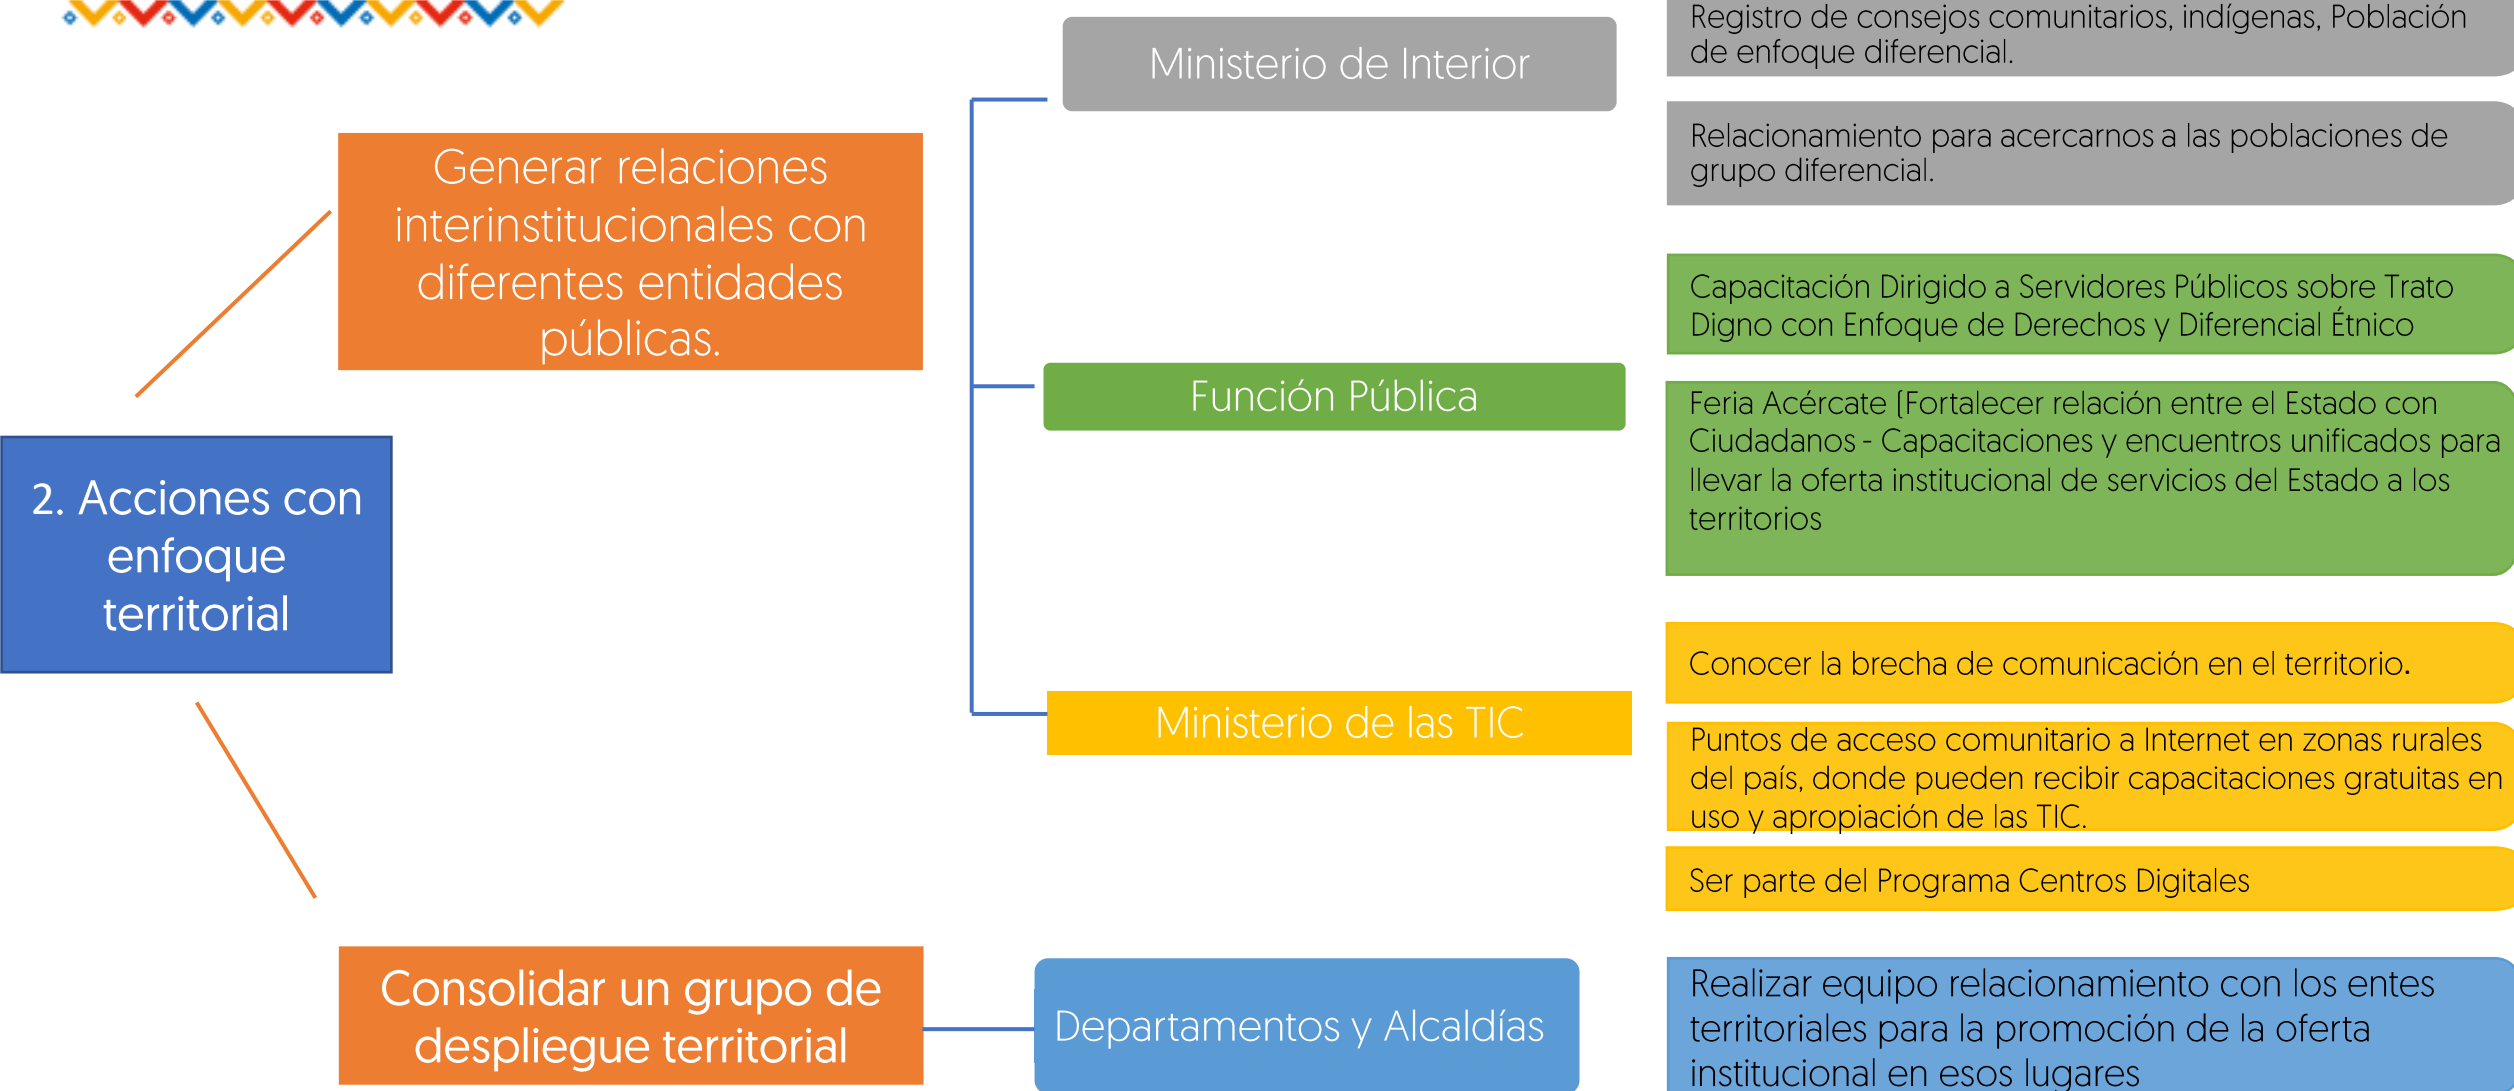 2. Acciones con
enfoque
territorial
Generar relaciones
interinstitucionales con
diferentes entidades
públicas.
Ministerio de Interior
Registro de consejos comunitarios, indígenas, Población
de enfoque diferencial.
Relacionamiento para acercarnos a las poblaciones de
grupo diferencial.
Función Pública
Capacitación Dirigido a Servidores Públicos sobre Trato
Digno con Enfoque de Derechos y Diferencial Étnico
Feria Acércate (Fortalecer relación entre el Estado con
Ciudadanos - Capacitaciones y encuentros unificados para
llevar la oferta institucional de servicios del Estado a los
territorios
Ministerio de las TIC
Conocer la brecha de comunicación en el territorio.
Puntos de acceso comunitario a Internet en zonas rurales
del país, donde pueden recibir capacitaciones gratuitas en
uso y apropiación de las TIC.
Ser parte del Programa Centros Digitales
Consolidar un grupo de
despliegue territorial
Departamentos y Alcaldías
Realizar equipo relacionamiento con los entes
territoriales para la promoción de la oferta
institucional en esos lugares